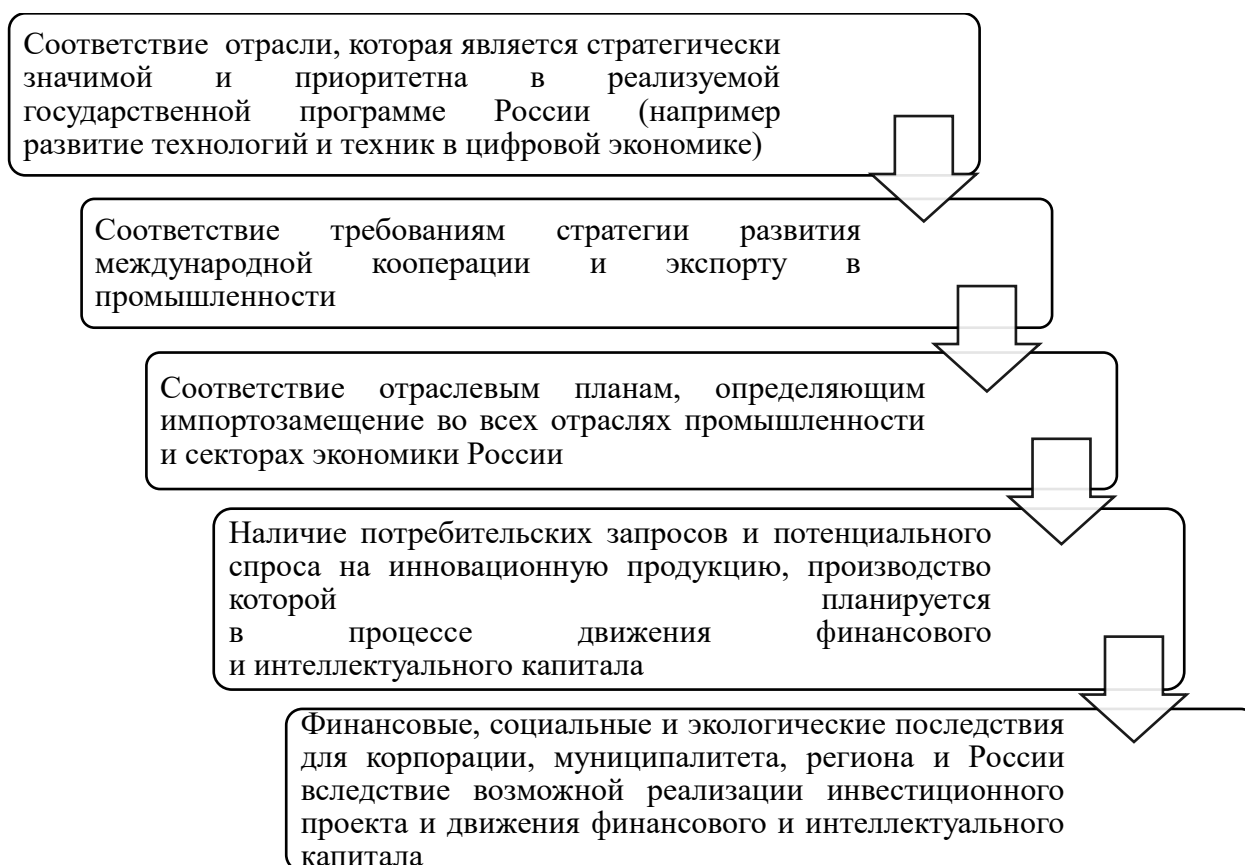 Соответствие отрасли, которая является стратегически
значимой и приоритетна в реализуемой
государственной программе России (например
развитие технологий и техник в цифровой экономике)
Соответствие требованиям стратегии развития
международной кооперации и экспорту в
промышленности
Соответствие отраслевым планам, определяющим
импортозамещение во всех отраслях промышленности
и секторах экономики России
Наличие потребительских запросов и потенциального
спроса на инновационную продукцию, производство
которой планируется
в процессе движения финансового
и интеллектуального капитала
Финансовые, социальные и экологические последствия
для корпорации, муниципалитета, региона и России
вследствие возможной реализации инвестиционного
проекта и движения финансового и интеллектуального
капитала